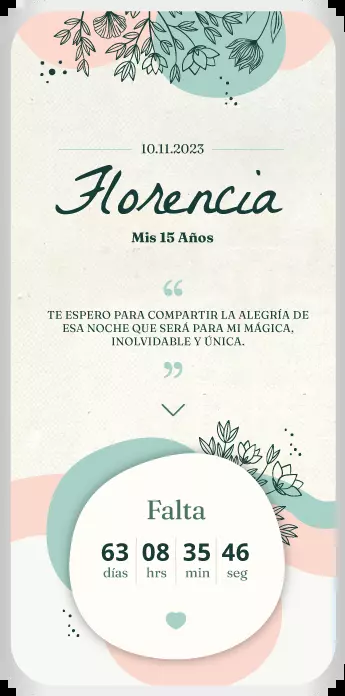 10.11.2023
Florencia
Mis 15 Años
“
TE ESPERO PARA COMPARTIR LA ALEGRÍA DE
ESA NOCHE QUE SERÁ PARA MI MÁGICA,
INOLVIDABLE Y ÚNICA.
”
Falta
63 08 35 46
días hrs min seg